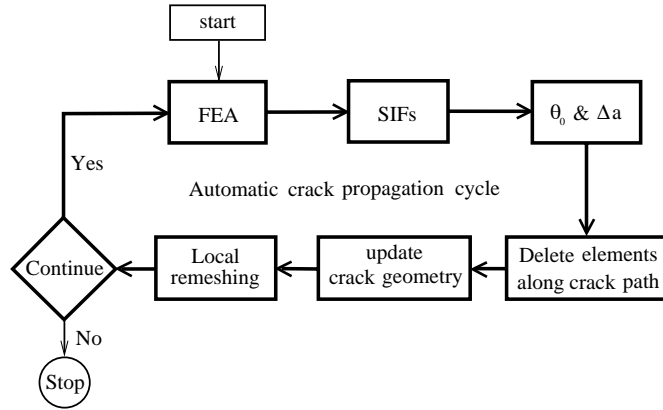 start
FEA
SIFs
θ₀ & Δa
Yes
Automatic crack propagation cycle
Continue
Local
remeshing
update
crack geometry
Delete elements
along crack path
No
Stop